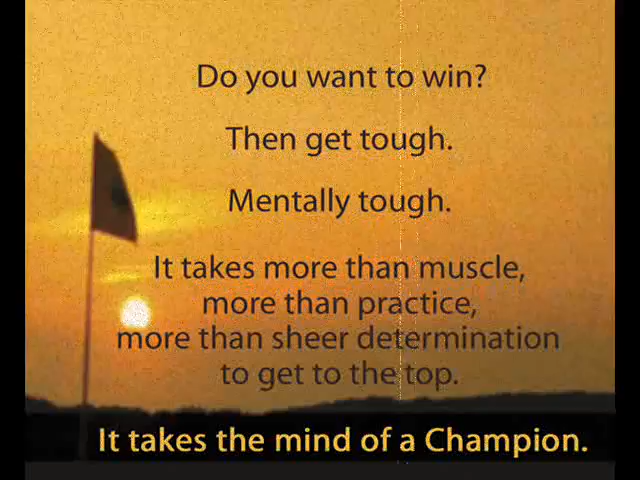 Do you want to win?
Then get tough.
Mentally tough.
It takes more than muscle,
more than practice,
more than sheer determination
to get to the top.
It takes the mind of a Champion.